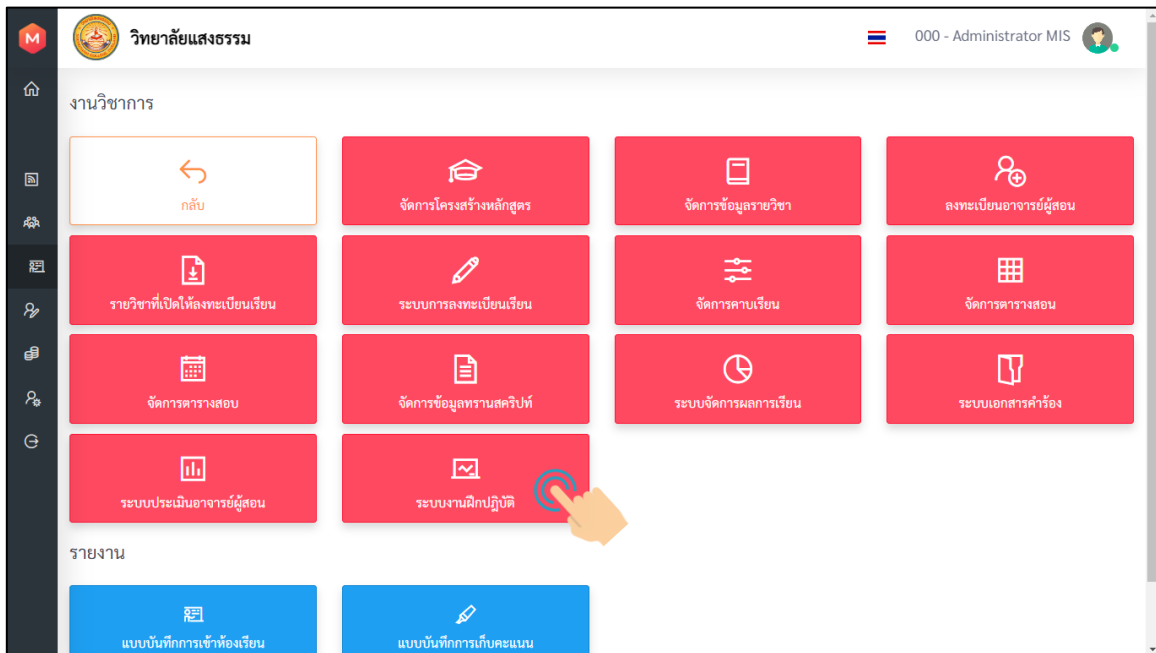 M
วิทยาลัยแสงธรรม
000 - Administrator MIS
งานวิชาการ
กลับ
จัดการโครงสร้างหลักสูตร
จัดการข้อมูลรายวิชา
ลงทะเบียนอาจารย์ผู้สอน
รายวิชาที่เปิดให้ลงทะเบียนเรียน
ระบบการลงทะเบียนเรียน
จัดการคาบเรียน
จัดการตารางสอน
จัดการตารางสอบ
จัดการข้อมูลทรานสคริปท์
ระบบจัดการผลการเรียน
ระบบเอกสารคำร้อง
ระบบประเมินอาจารย์ผู้สอน
ระบบงานฝึกปฎิบัติ
รายงาน
แบบบันทึกการเข้าห้องเรียน
แบบบันทึกการเก็บคะแนน